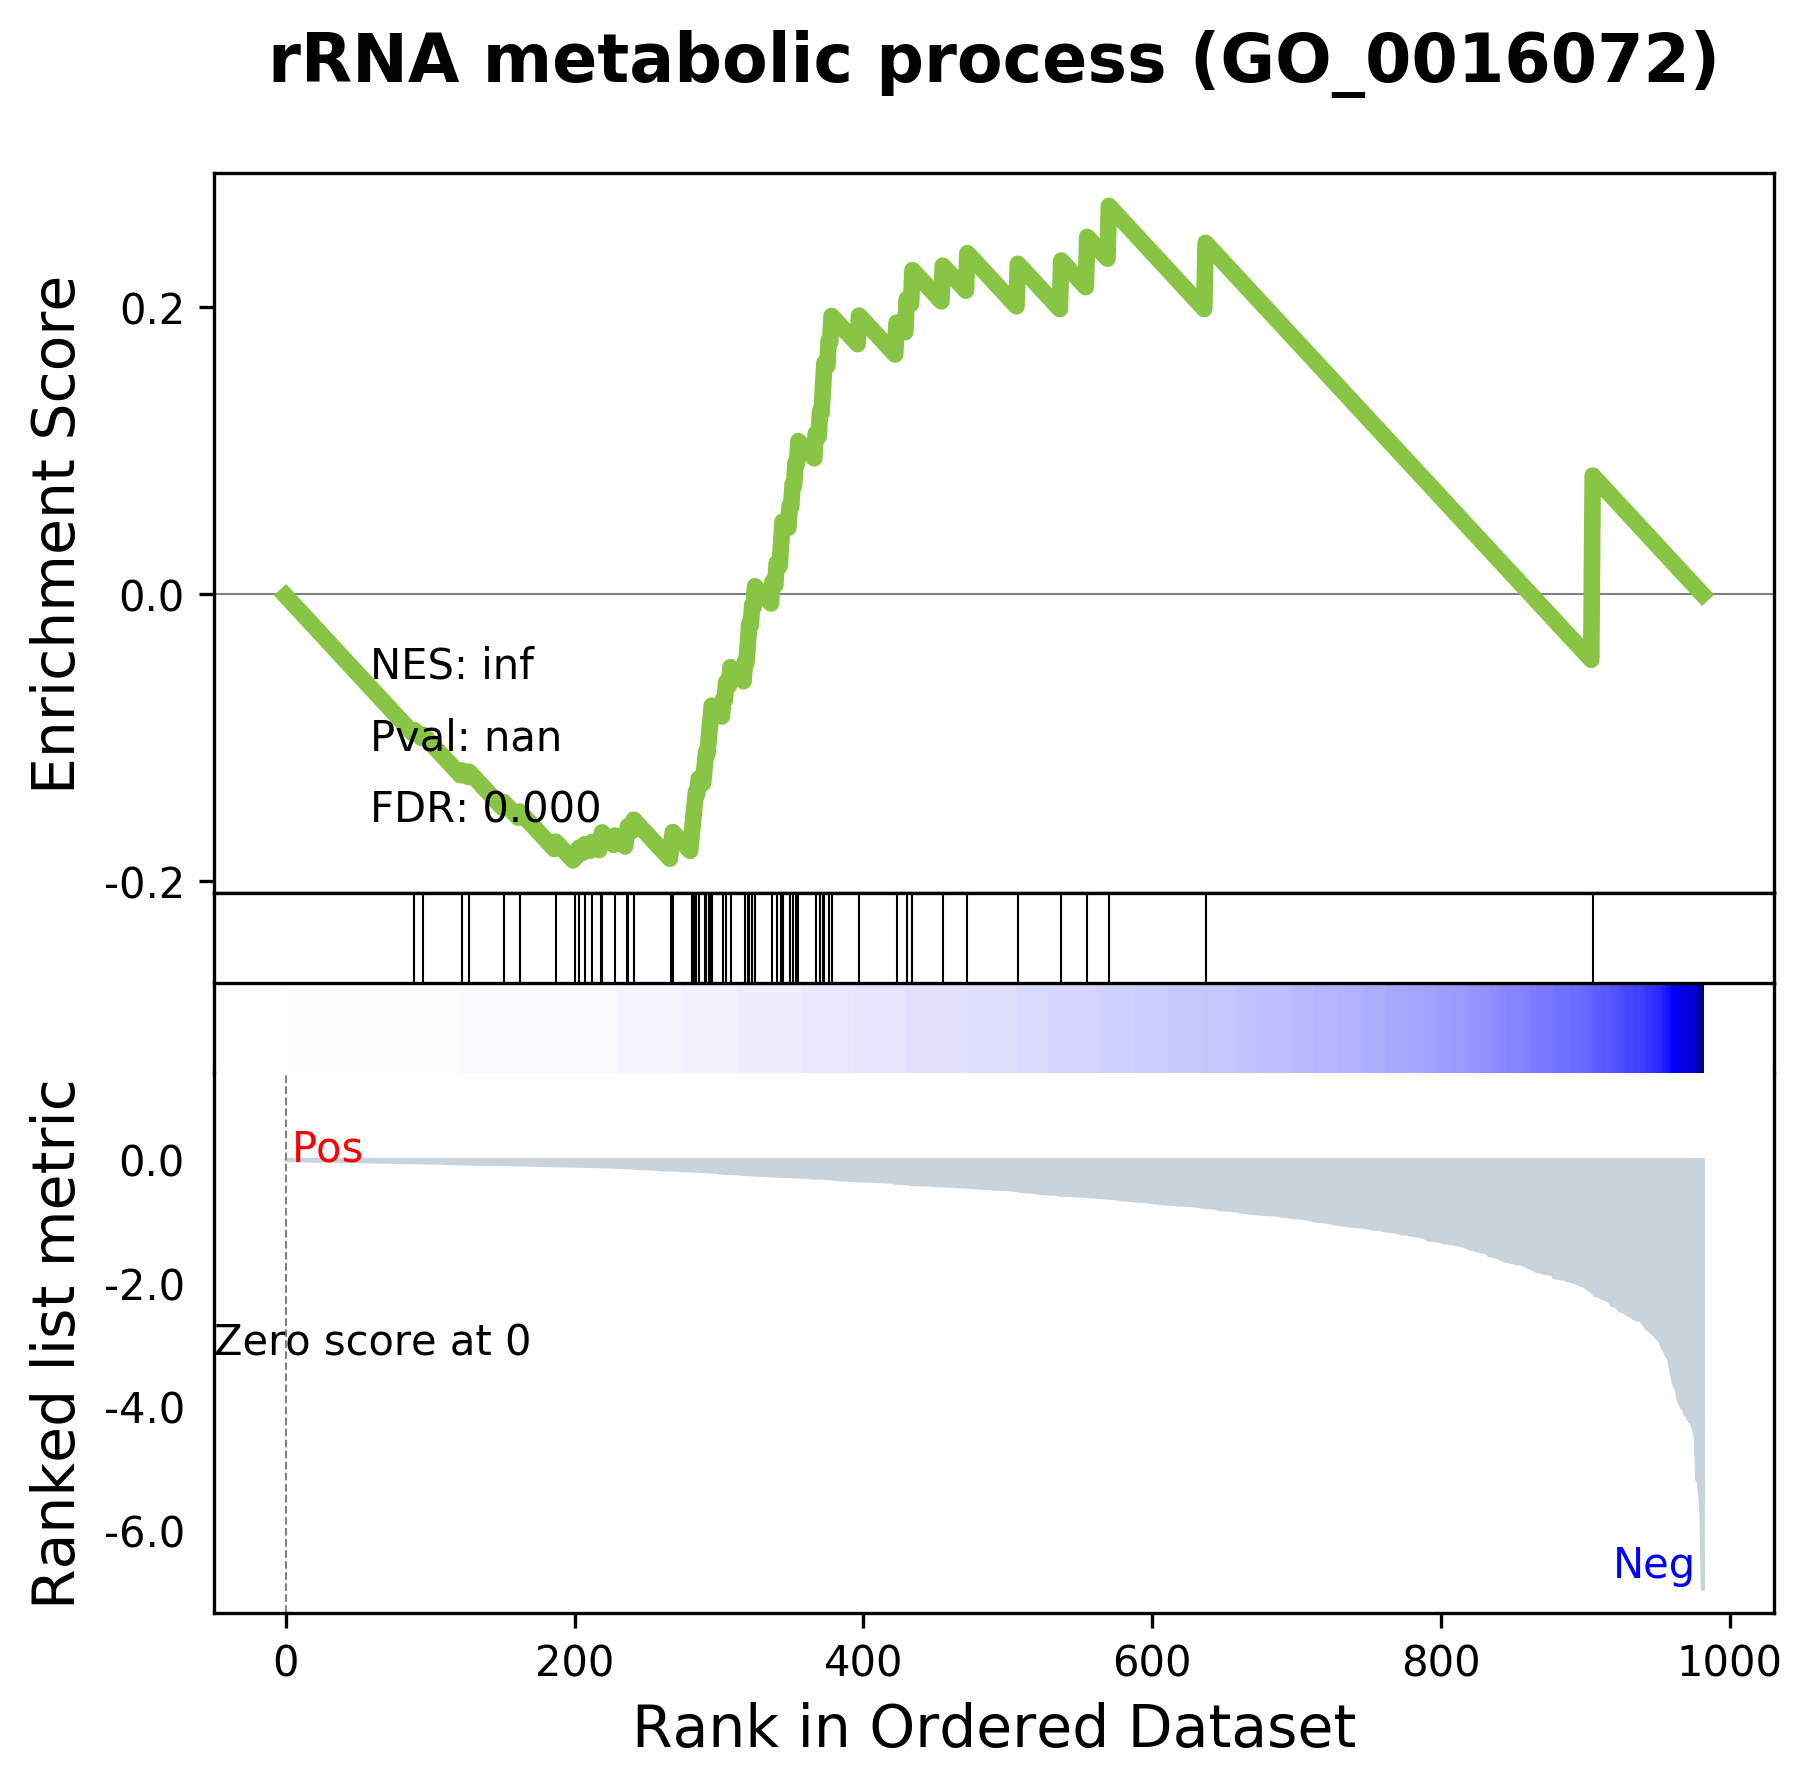 rRNA metabolic process (GO_0016072)
Enrichment Score
0.2
0.0
-0.2
NES: inf
Pval: nan
FDR: 0.000
Ranked list metric
0.0
-2.0
-4.0
-6.0
Pos
Zero score at 0
Neg
0 200 400 600 800 1000
Rank in Ordered Dataset